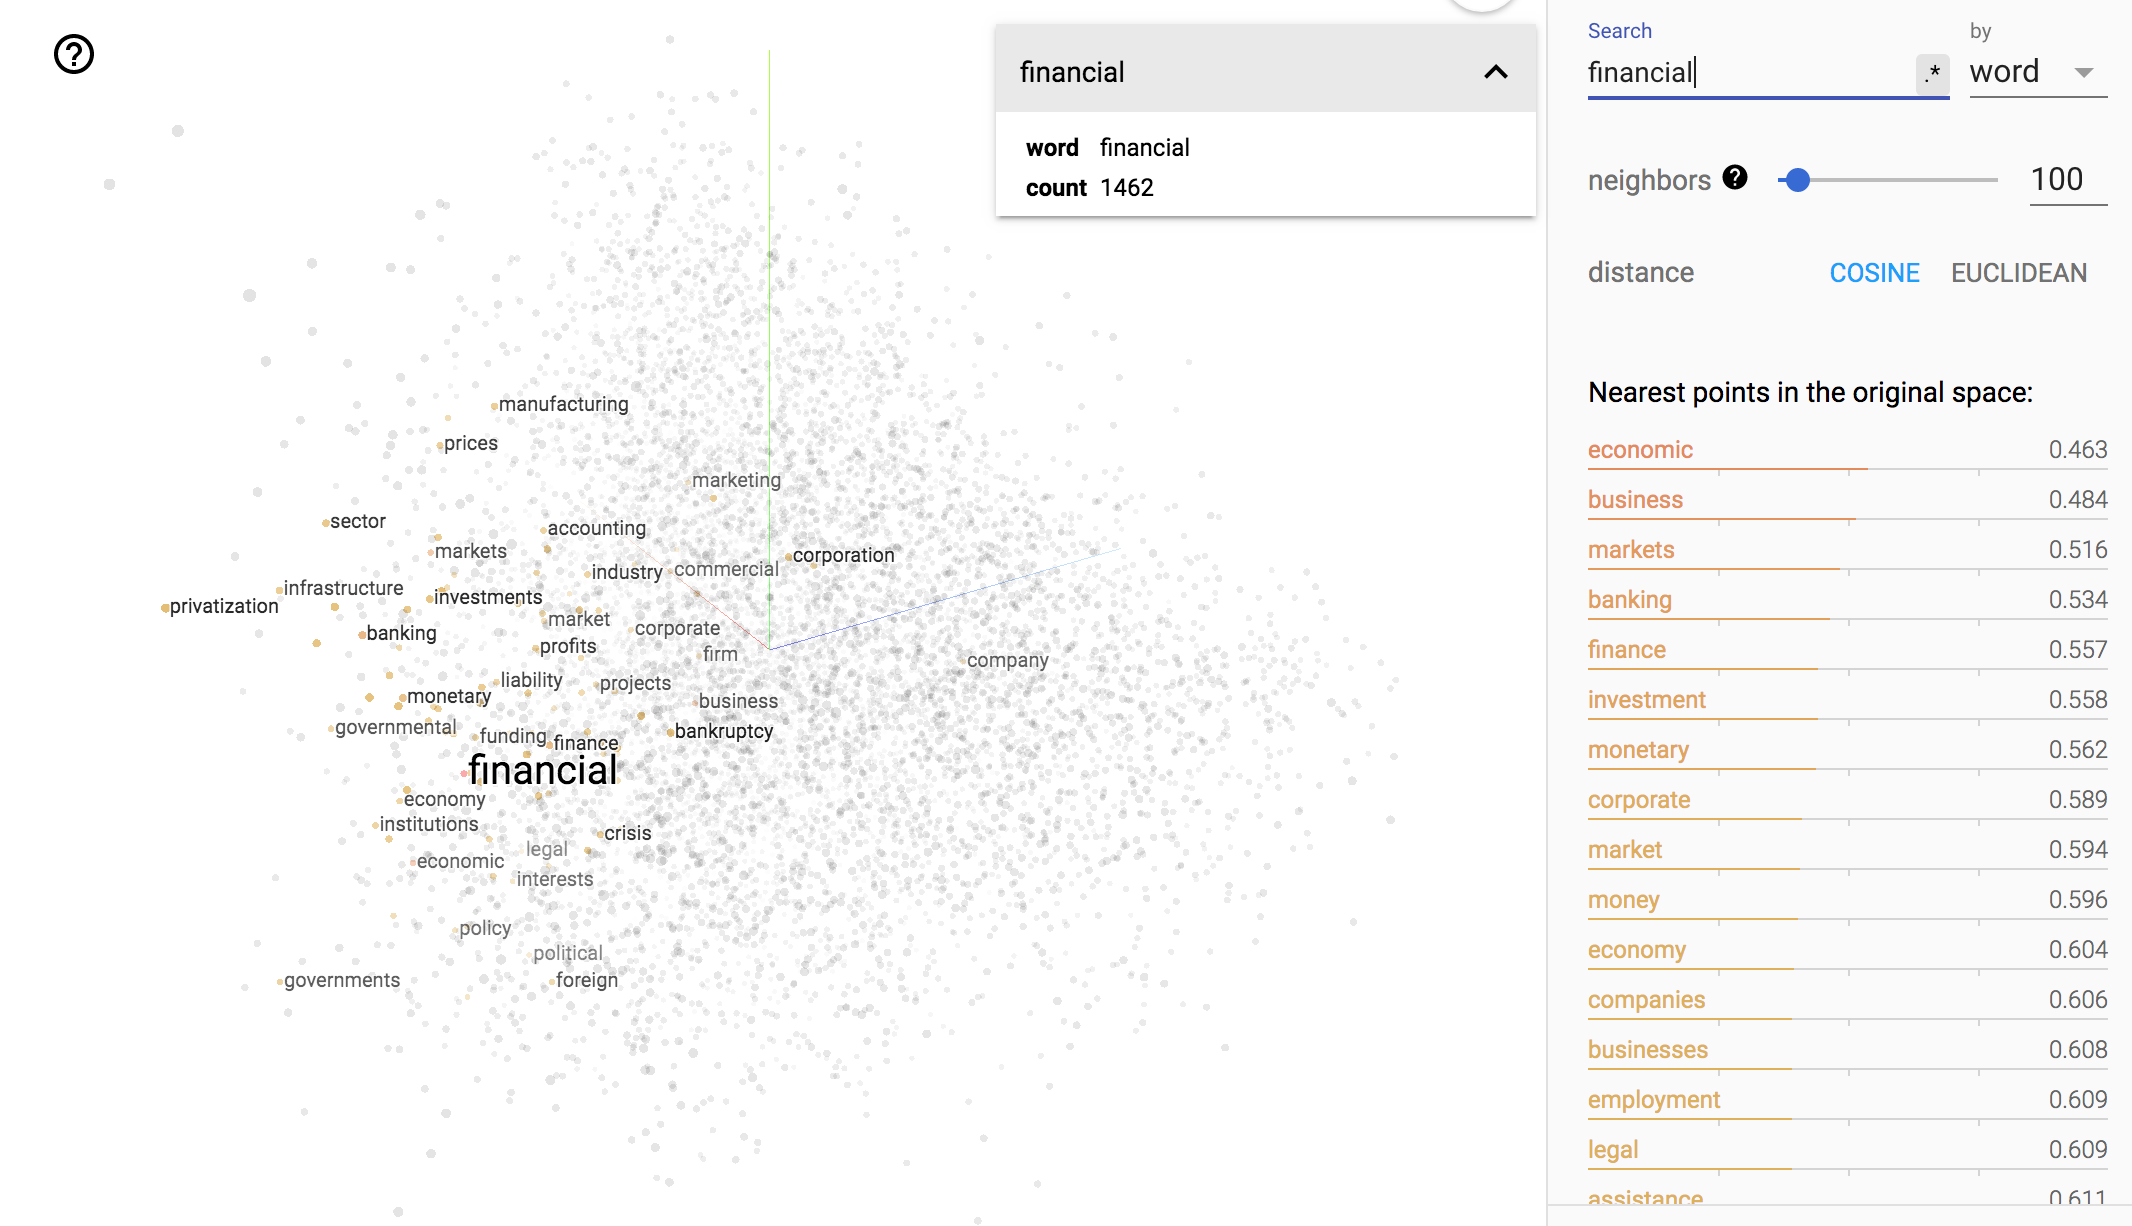 financial
word financial
count 1462
manufacturing
prices
marketing
sector
accounting
markets
corporation
industry
commercial
infrastructure
investments
privatization
market
corporate
banking
profits
firm
company
liability
projects
monetary
business
governmental
funding
finance
bankruptcy
financial
economy
institutions
crisis
legal
economic
interests
policy
political
governments
foreign
Search
by
financial
.*
word
neighbors ? 100
distance COSINE EUCLIDEAN
Nearest points in the original space:
economic 0.463
business 0.484
markets 0.516
banking 0.534
finance 0.557
investment 0.558
monetary 0.562
corporate 0.589
market 0.594
money 0.596
economy 0.604
companies 0.606
businesses 0.608
employment 0.609
legal 0.609
assistance 0.611